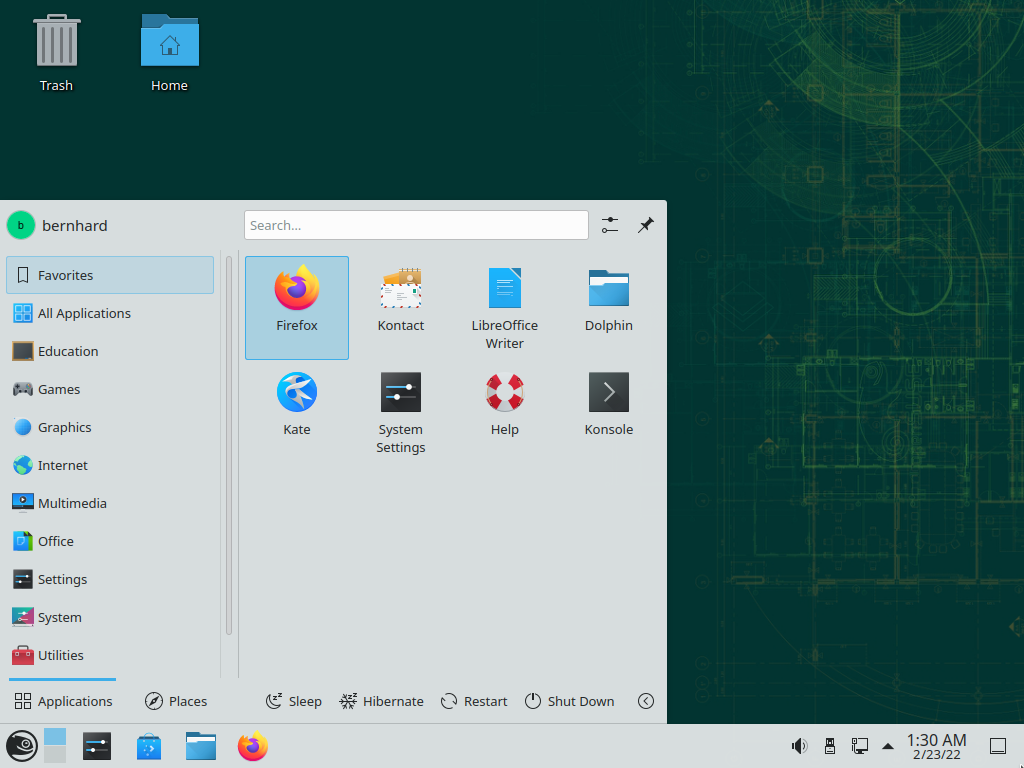 Trash
Home
b
bernhard
Search...
Favorites
All Applications
Education
Games
Graphics
Internet
Multimedia
Office
Settings
System
Utilities
Firefox
Kontact
LibreOffice
Writer
Dolphin
Kate
System
Settings
Help
Konsole
Applications
Places
Sleep
Hibernate
Restart
Shut Down
1:30 AM
2/23/22